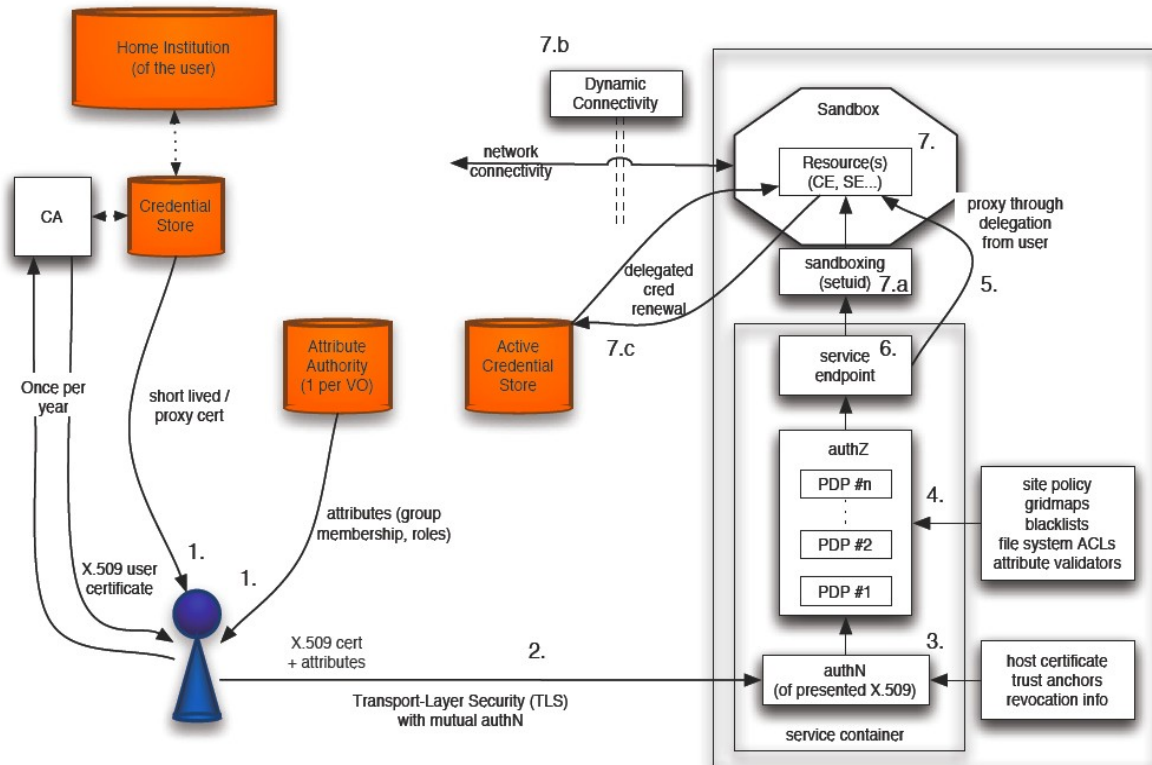 Home Institution
(of the user)
CA
Credential
Store
Once per
year
short lived /
proxy cert
X.509 user
certificate
1.
1.
Attribute
Authority
(1 per VO)
attributes (group
membership, roles)
X.509 cert
+ attributes
2.
Transport-Layer Security (TLS)
with mutual authN
7.b
Dynamic
Connectivity
network
connectivity
delegated
cred
renewal
7.c
Active
Credential
Store
Sandbox
7.
Resource(s)
(CE, SE...)
proxy through
delegation
from user
5.
sandboxing
(setuid)
7.a
6.
service
endpoint
authZ
PDP #n
PDP #2
PDP #1
4.
site policy
gridmaps
blacklists
file system ACLs
attribute validators
3.
authN
(of presented X.509)
host certificate
trust anchors
revocation info
service container